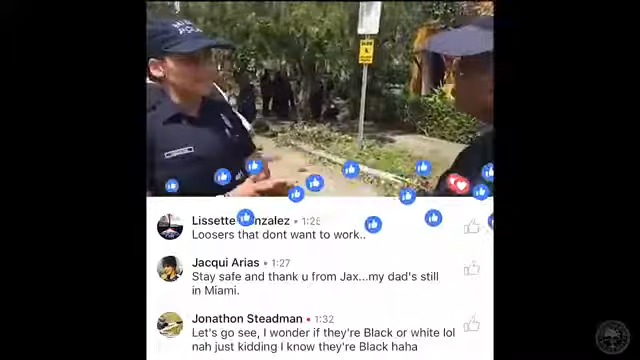 Lissette Gonzalez
Loosers that dont want to work..
Jacqui Arias • 1:27
Stay safe and thank u from Jax...my dad's still
in Miami.
Jonathon Steadman • 1:32
Let's go see, I wonder if they're Black or white lol
nah just kidding I know they're Black haha